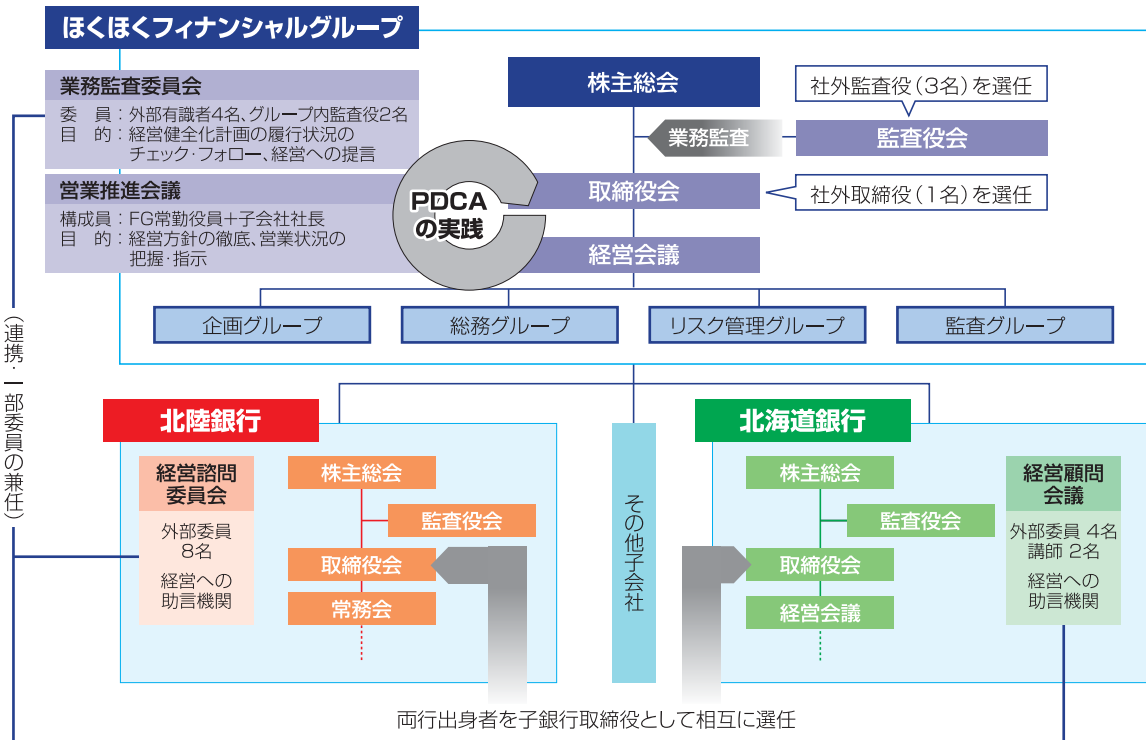 ほくほくフィナンシャルグループ
業務監査委員会
委　員：外部有識者4名、グループ内監査役2名
目　的：経営健全化計画の履行状況の
チェック・フォロー、経営への提言
営業推進会議
構成員：FG常勤役員＋子会社社長
目　的：経営方針の徹底、営業状況の
把握・指示
PDCA
の実践
株主総会
社外監査役（3名）を選任
業務監査
監査役会
取締役会
社外取締役（1名）を選任
経営会議
企画グループ
総務グループ
リスク管理グループ
監査グループ
（連携・一部委員の兼任）
北陸銀行
経営諮問
委員会
外部委員
8名
経営への
助言機関
株主総会
監査役会
取締役会
常務会
その他子会社
北海道銀行
株主総会
監査役会
取締役会
経営会議
経営顧問
会議
外部委員 4名
講師 2名
経営への
助言機関
両行出身者を子銀行取締役として相互に選任